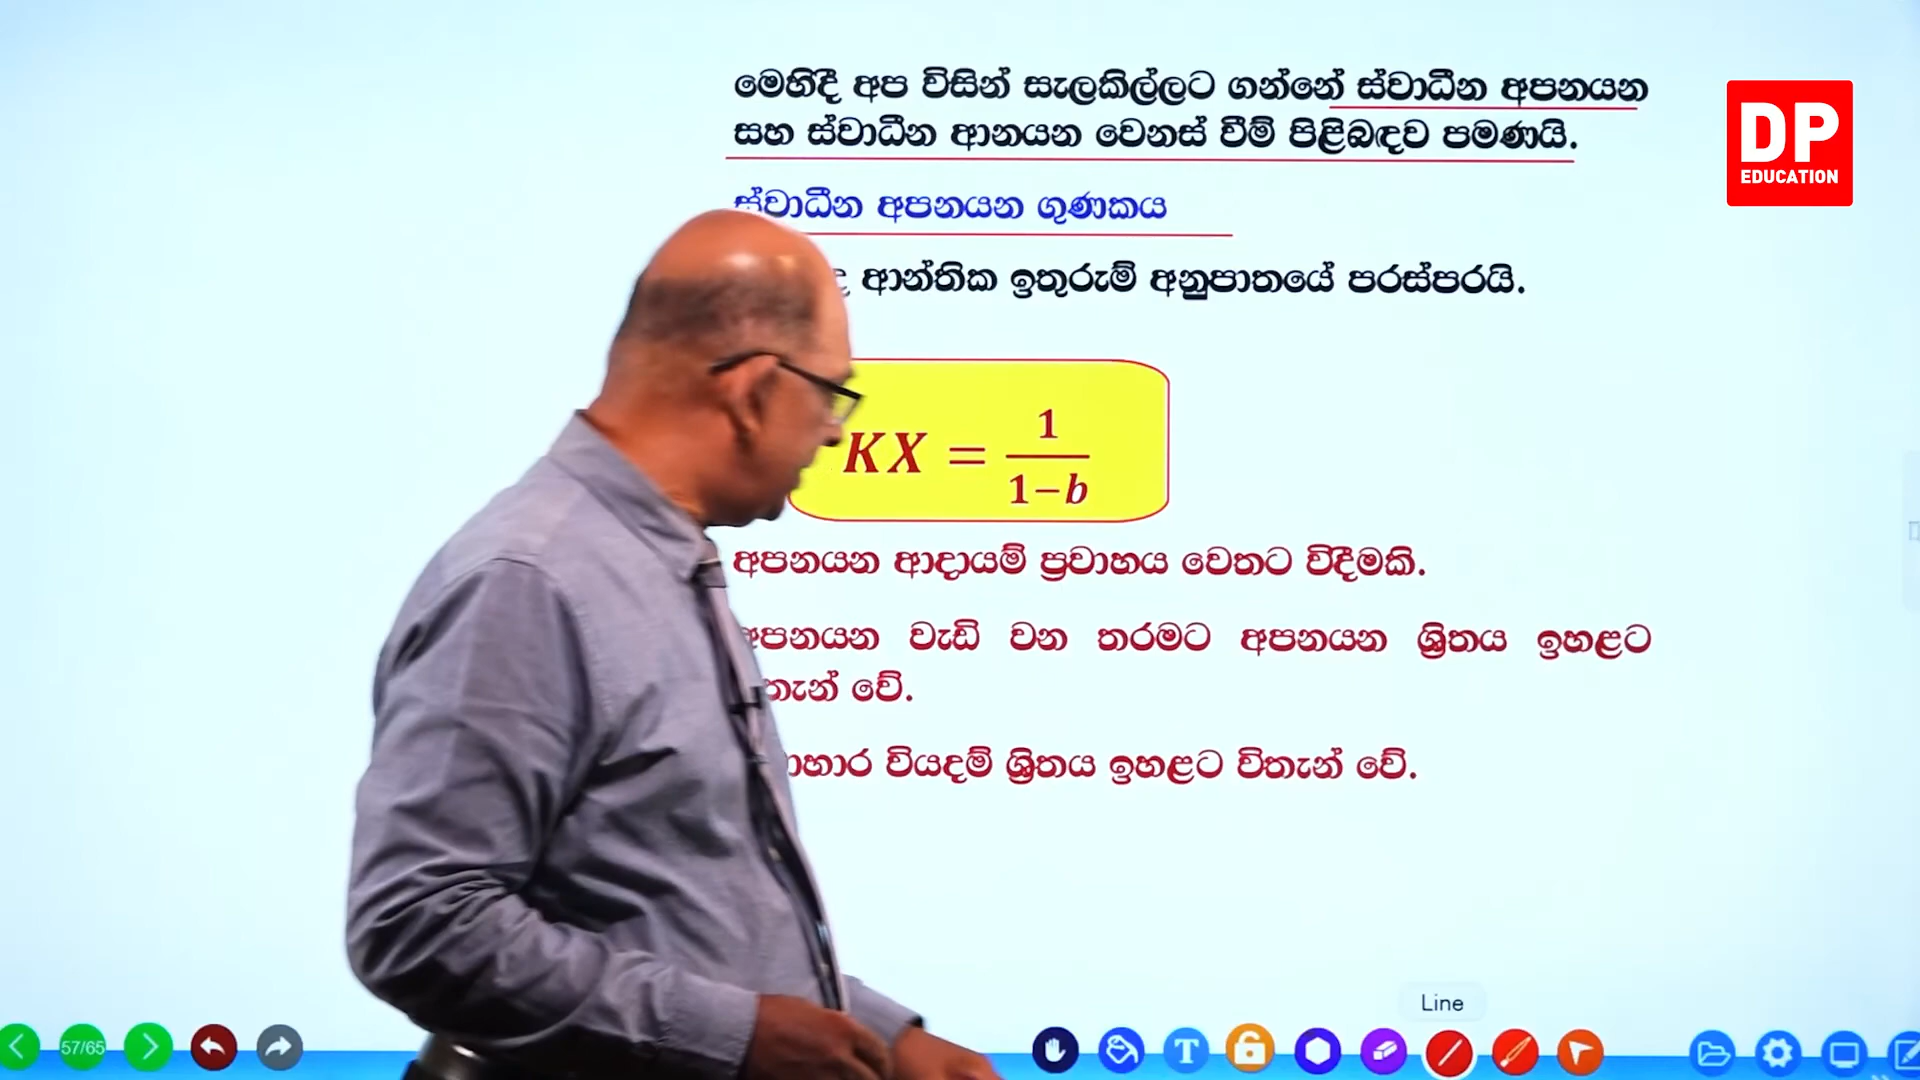 මෙහිදී අප විසින් සැලකිල්ලට ගන්නේ ස්වාධීන අපනයන
සහ ස්වාධීන ආනයන වෙනස් වීම් පිළිබඳව පමණයි.
DP
EDUCATION
ස්වාධීන අපනයන ගුණකය
ආන්තික ඉතුරුම් අනුපාතයේ පරස්පරයි.
KX = 1/(1−b)
අපනයන ආදායම් ප්‍රවාහය වෙතට විදීමකි.
අපනයන වැඩි වන තරමට අපනයන ශ්‍රිතය ඉහළට
වේ.
වියදම් ශ්‍රිතය ඉහළට විතැන් වේ.
Line
57/65
T